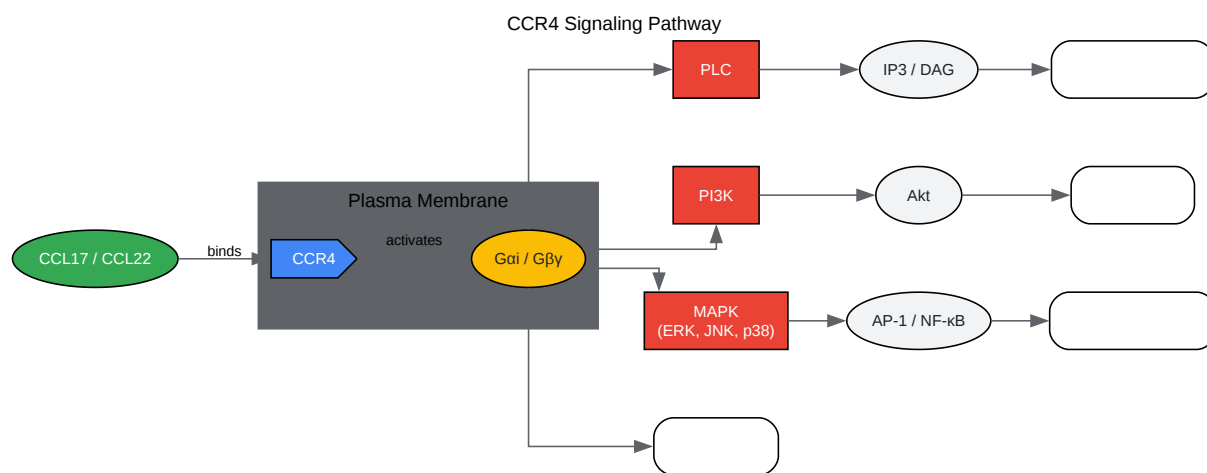 CCR4 Signaling Pathway
PLC
IP3 / DAG
PI3K
Akt
Plasma Membrane
activates
binds
CCL17 / CCL22
CCR4
Gαi / Gβγ
MAPK
(ERK, JNK, p38)
AP-1 / NF-κB